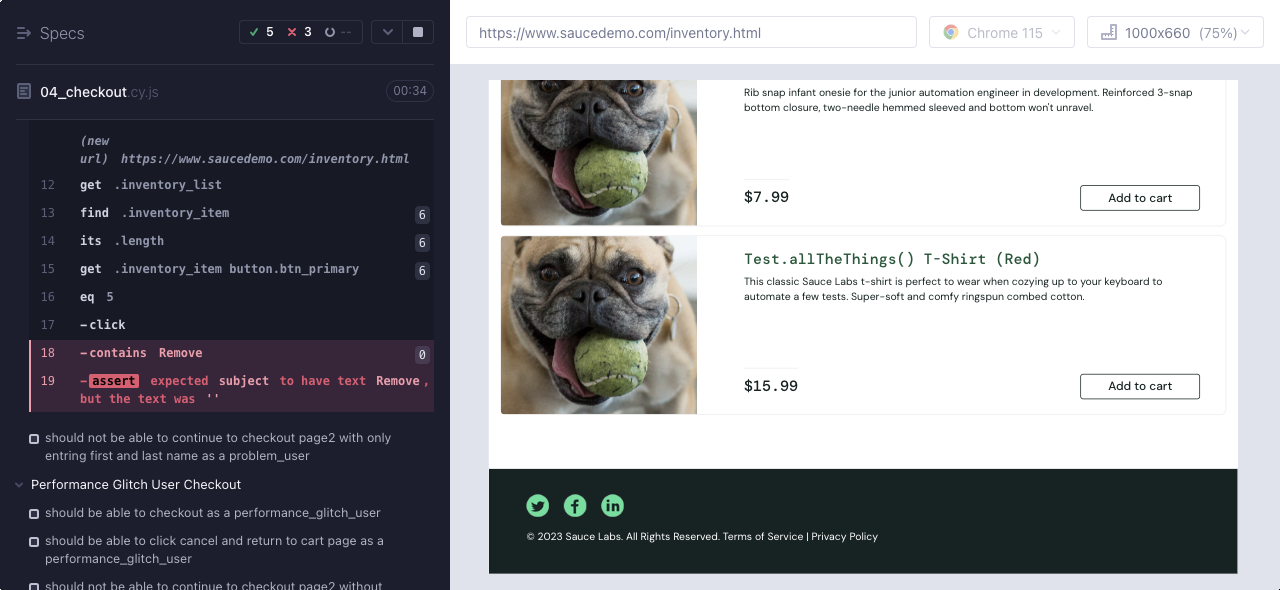 Specs
5
3
--
04_checkout.cy.js
00:34
(new
url) https://www.saucedemo.com/inventory.html
12 get .inventory_list
13 find .inventory_item 6
14 its .length 6
15 get .inventory_item button.btn_primary 6
16 eq 5
17 -click
18 -contains Remove 0
19 -assert expected subject to have text Remove,
but the text was ''
should not be able to continue to checkout page2 with only
entring first and last name as a problem_user
Performance Glitch User Checkout
should be able to checkout as a performance_glitch_user
should be able to click cancel and return to cart page as a
performance_glitch_user
should not be able to continue to checkout page2 without
https://www.saucedemo.com/inventory.html
Chrome 115
1000x660 (75%)
Rib snap infant onesie for the junior automation engineer in development. Reinforced 3-snap
bottom closure, two-needle hemmed sleeved and bottom won't unravel.
$7.99
Add to cart
Test.allTheThings() T-Shirt (Red)
This classic Sauce Labs t-shirt is perfect to wear when cozying up to your keyboard to
automate a few tests. Super-soft and comfy ringspun combed cotton.
$15.99
Add to cart
© 2023 Sauce Labs. All Rights Reserved. Terms of Service | Privacy Policy